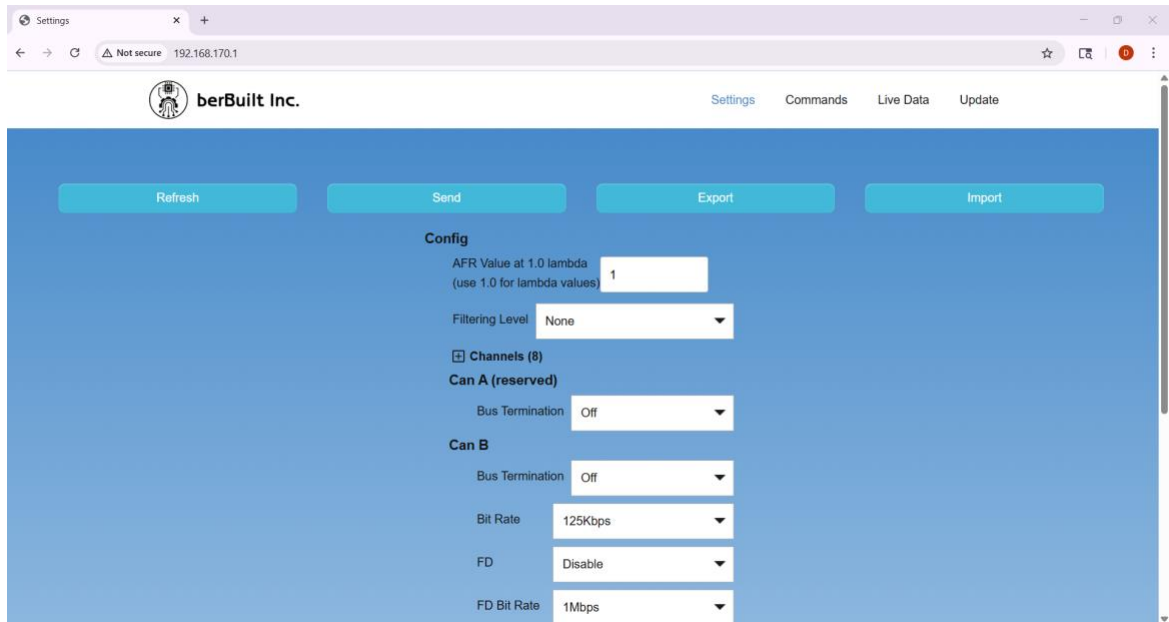 Settings
Not secure 192.168.170.1
D
berBuilt Inc. Settings Commands Live Data Update
Refresh Send Export Import
Config
AFR Value at 1.0 lambda
(use 1.0 for lambda values) 1
Filtering Level None
Channels (8)
Can A (reserved)
Bus Termination Off
Can B
Bus Termination Off
Bit Rate 125Kbps
FD Disable
FD Bit Rate 1Mbps